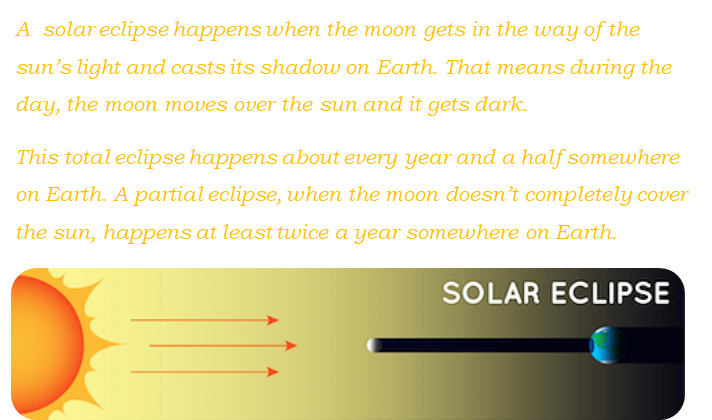 A solar eclipse happens when the moon gets in the way of the
sun’s light and casts its shadow on Earth. That means during the
day, the moon moves over the sun and it gets dark.
This total eclipse happens about every year and a half somewhere
on Earth. A partial eclipse, when the moon doesn’t completely cover
the sun, happens at least twice a year somewhere on Earth.
SOLAR ECLIPSE